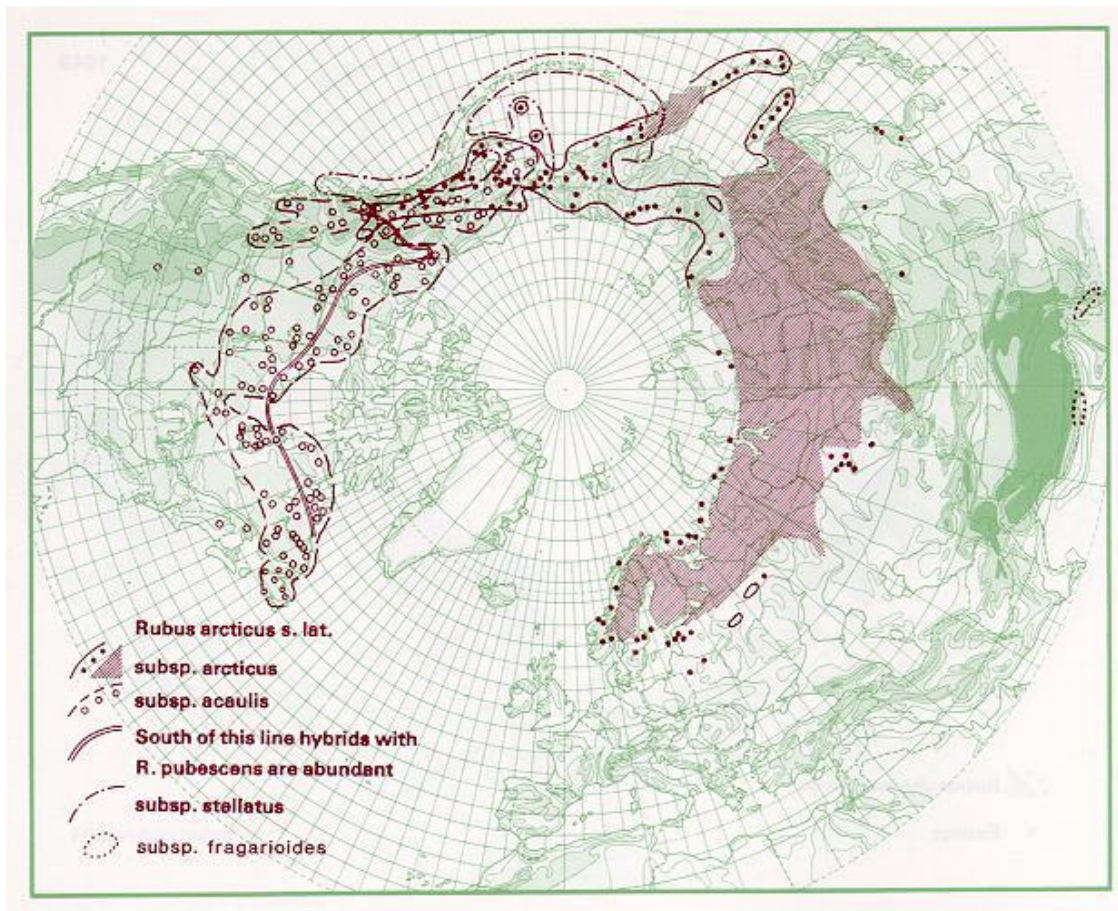 Rubus arcticus s. lat.
subsp. arcticus
subsp. acaulis
South of this line hybrids with
R. pubescens are abundant
subsp. stellatus
subsp. fragarioides